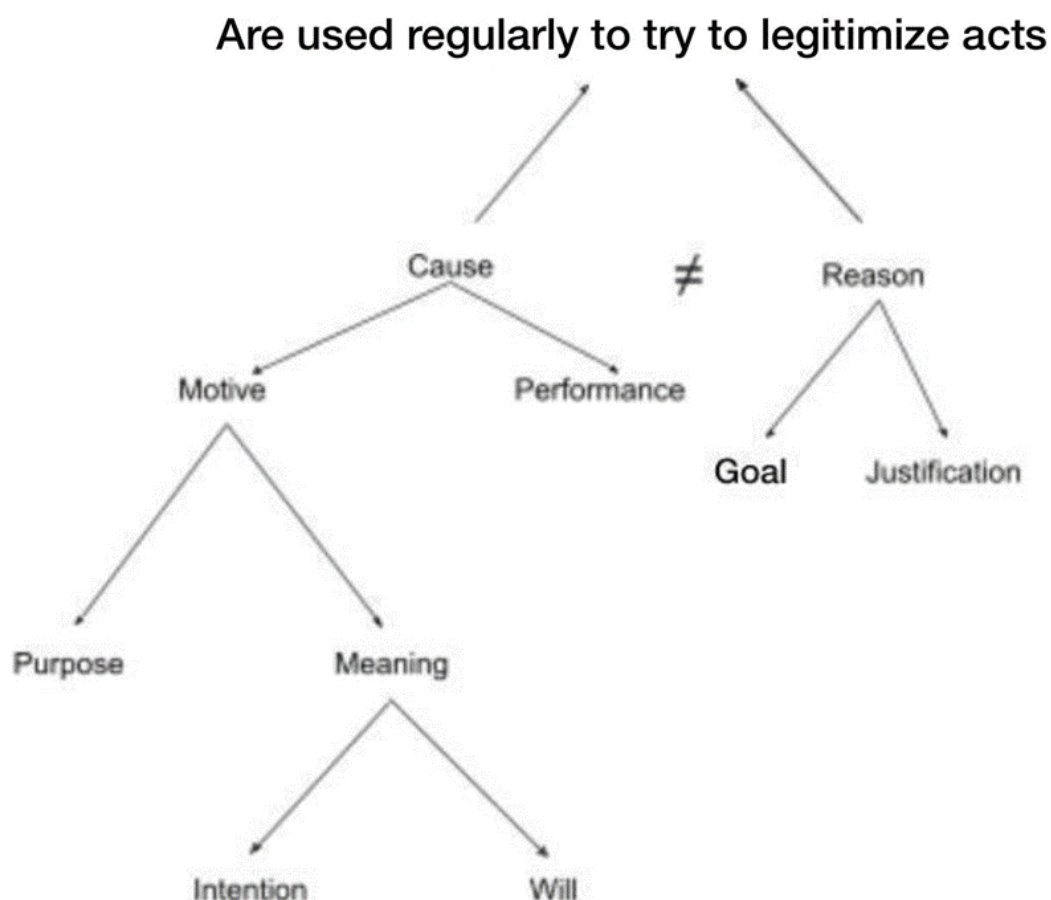 Are used regularly to try to legitimize acts
Cause
≠
Reason
Motive
Performance
Goal
Justification
Purpose
Meaning
Intention
Will